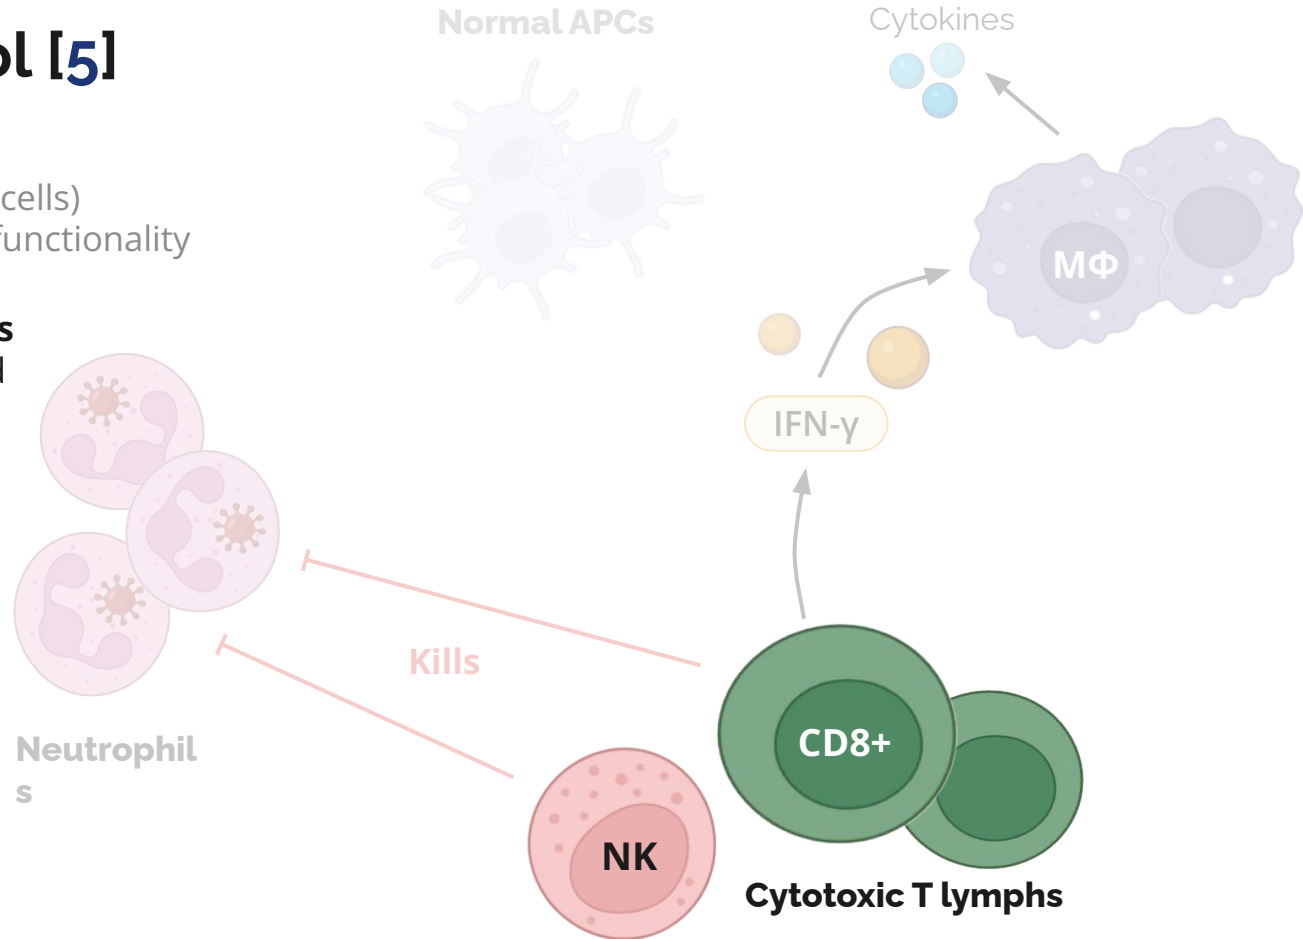 ol [5]
cells)
functionality
s
d
Normal APCs
Cytokines
MΦ
IFN-γ
Kills
Neutrophil
s
CD8+
NK
Cytotoxic T lymphs